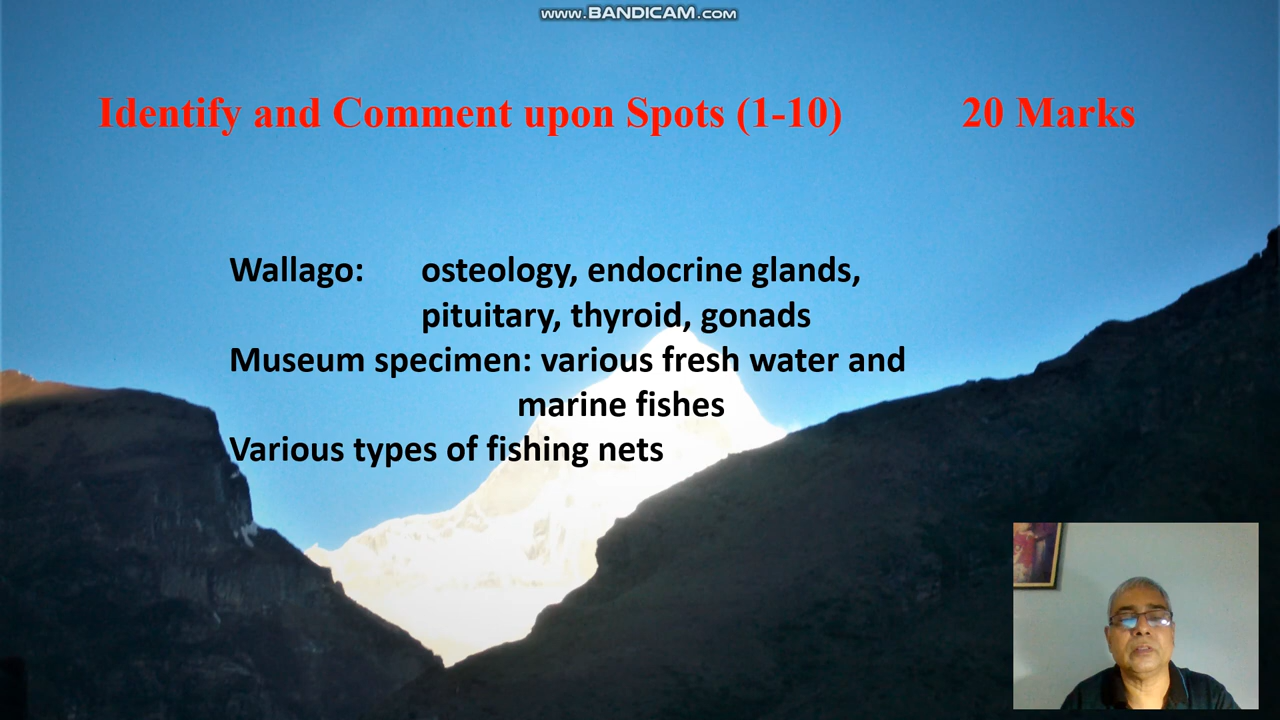 www.BANDICAM.com
Identify and Comment upon Spots (1-10) 20 Marks
Wallago: osteology, endocrine glands,
pituitary, thyroid, gonads
Museum specimen: various fresh water and
marine fishes
Various types of fishing nets